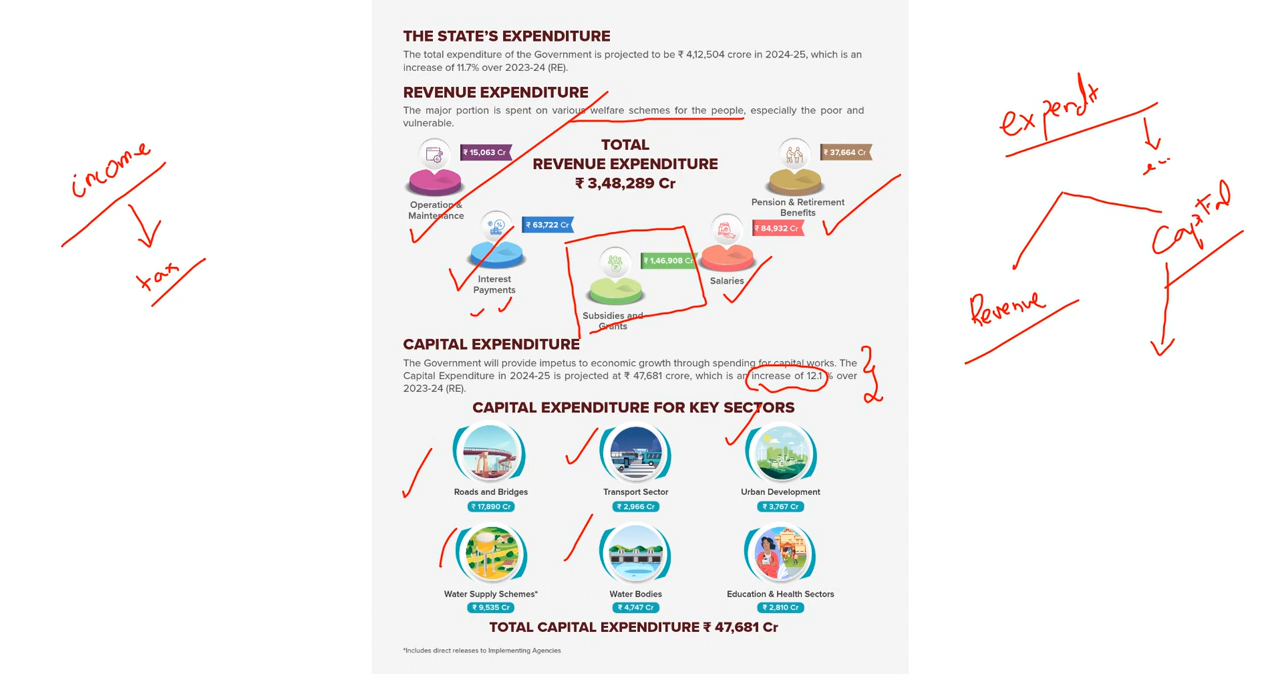 THE STATE'S EXPENDITURE
The total expenditure of the Government is projected to be ₹ 4,12,504 crore in 2024-25, which is an
increase of 11.7% over 2023-24 (RE).
REVENUE EXPENDITURE
The major portion is spent on various welfare schemes for the people, especially the poor and
vulnerable.
TOTAL
REVENUE EXPENDITURE
₹ 3,48,289 Cr
₹ 15,063 Cr
Operation &
Maintenance
₹ 37,664 Cr
Pension & Retirement
Benefits
₹ 63,722 Cr
Interest
Payments
₹ 1,46,908 Cr
Subsidies and
Grants
₹ 84,932 Cr
Salaries
CAPITAL EXPENDITURE
The Government will provide impetus to economic growth through spending for capital works. The
Capital Expenditure in 2024-25 is projected at ₹ 47,681 crore, which is an increase of 12.1 % over
2023-24 (RE).
CAPITAL EXPENDITURE FOR KEY SECTORS
Roads and Bridges
₹ 17,890 Cr
Transport Sector
₹ 2,966 Cr
Urban Development
₹ 3,767 Cr
Water Supply Schemes*
₹ 9,535 Cr
Water Bodies
₹ 4,747 Cr
Education & Health Sectors
₹ 2,810 Cr
TOTAL CAPITAL EXPENDITURE ₹ 47,681 Cr
*Includes direct releases to Implementing Agencies
income
tax
expendt
Revenue
Capital